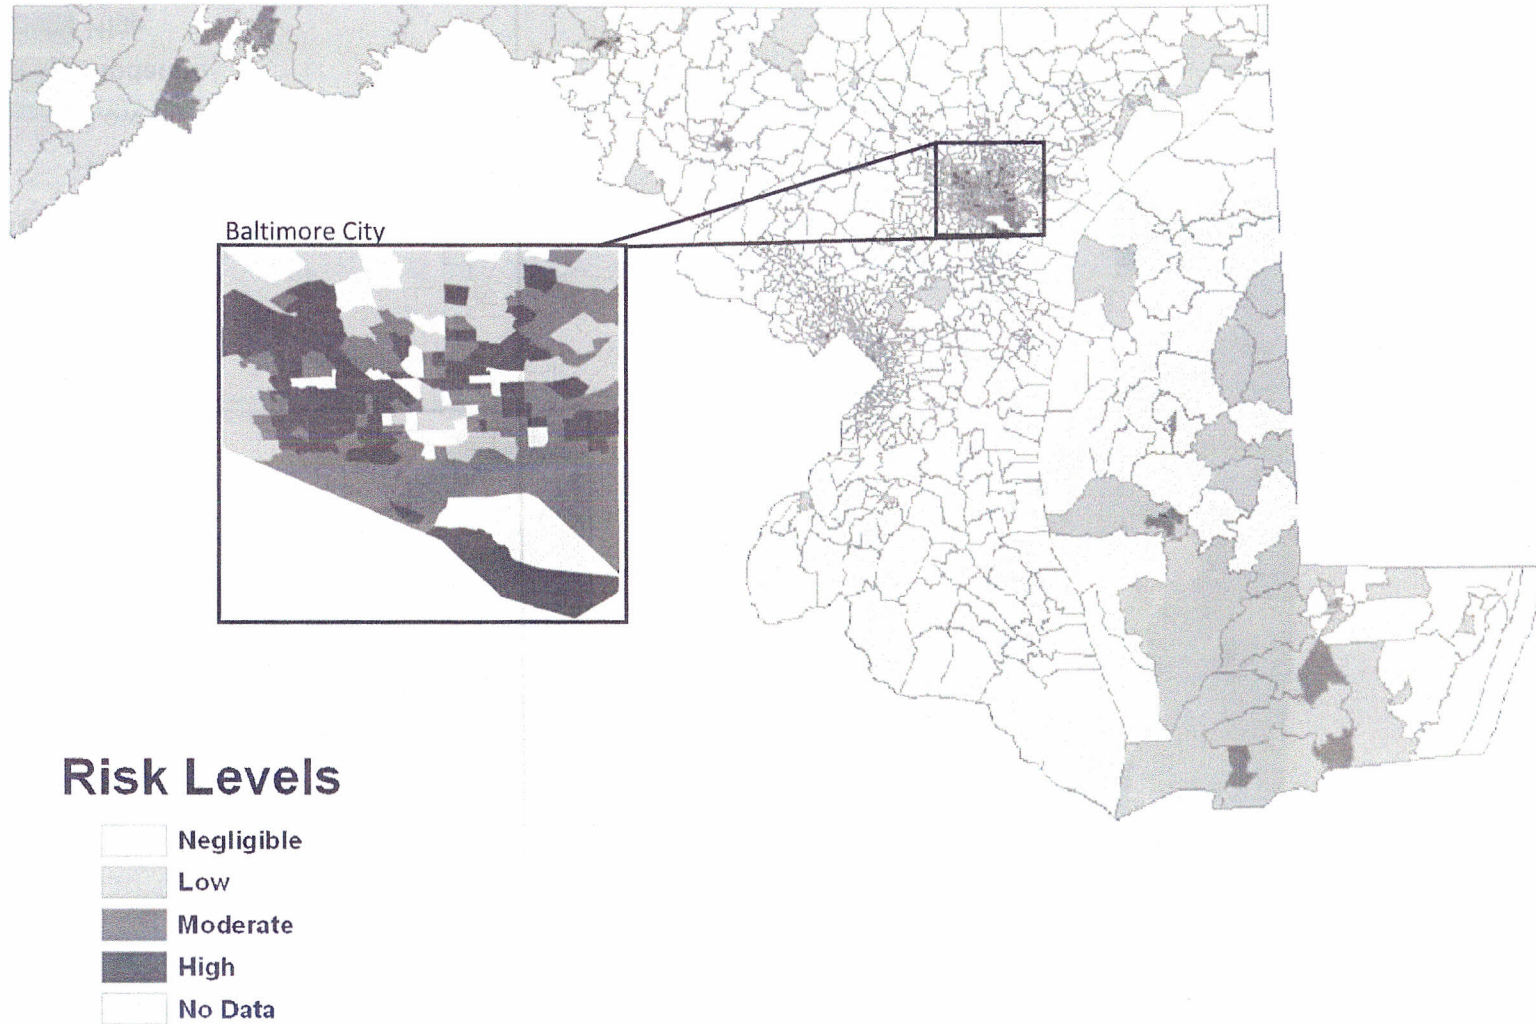 Baltimore City
Risk Levels
Negligible
Low
Moderate
High
No Data